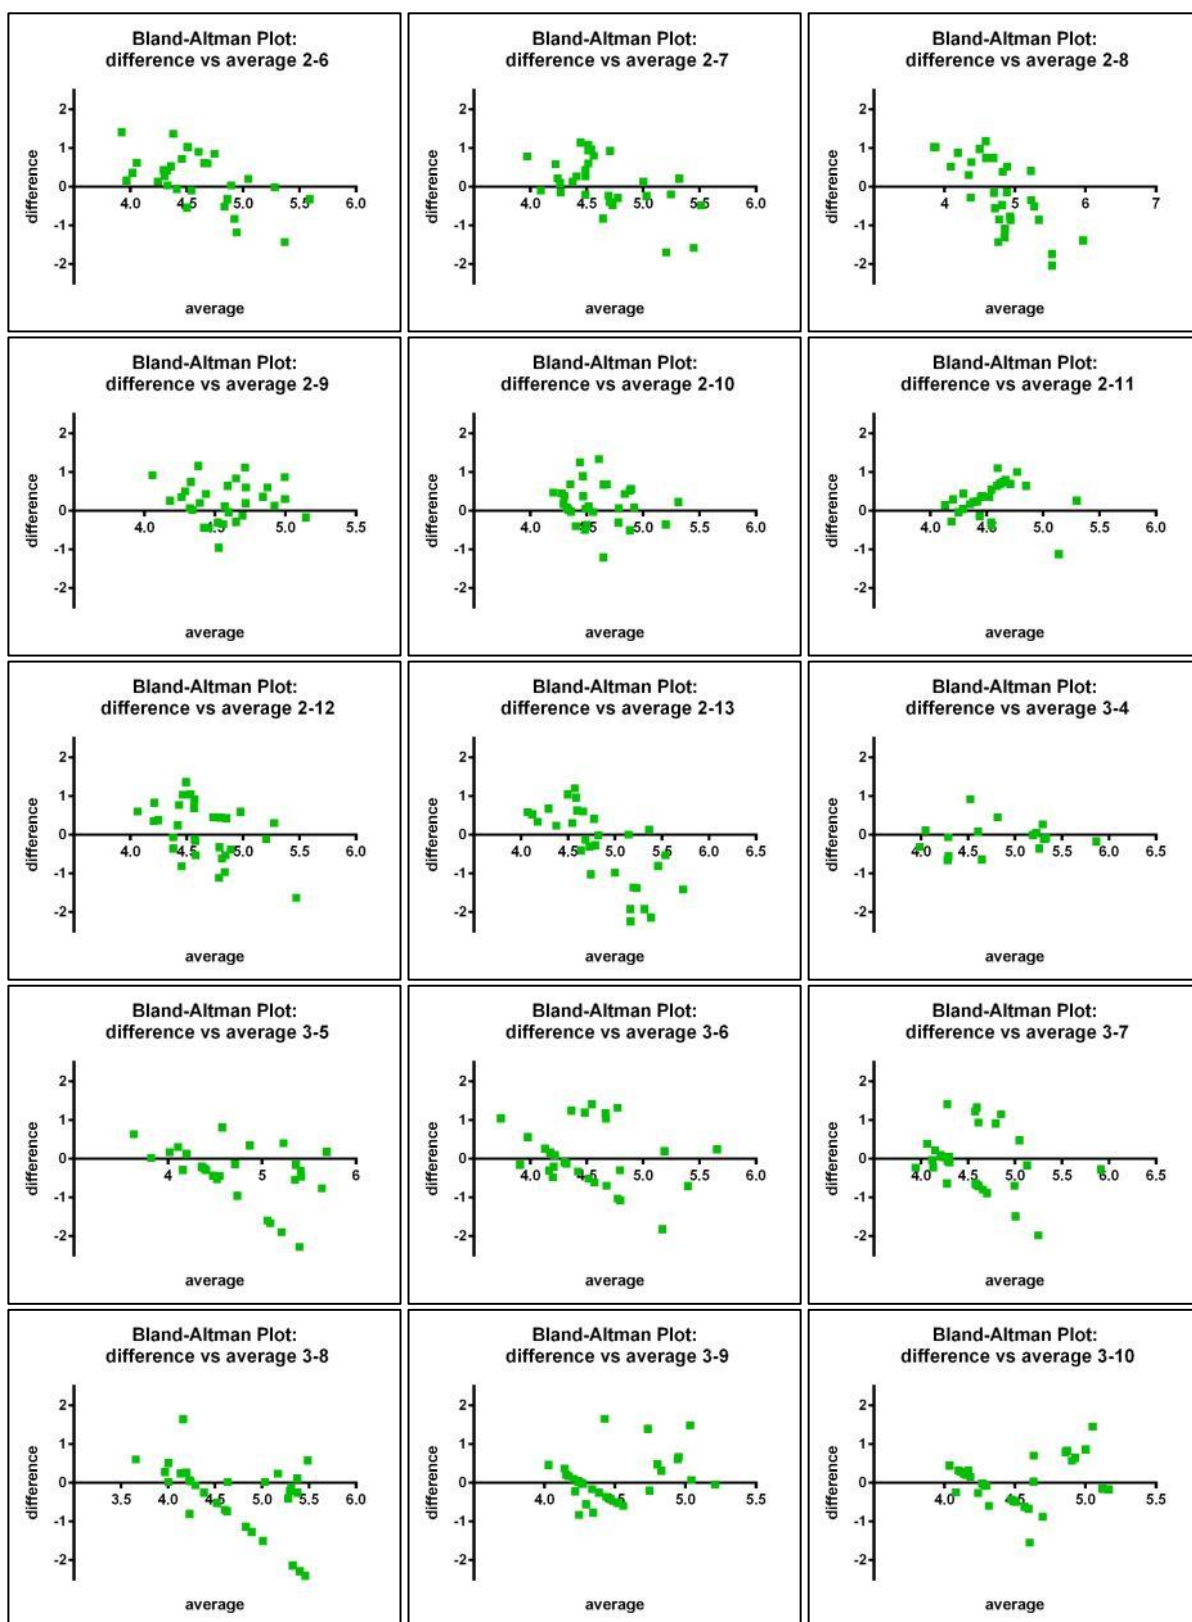 Bland-Altman Plot:
difference vs average 2-6
2
1
0
-1
-2
4.0 4.5 5.0 5.5 6.0
difference
average
Bland-Altman Plot:
difference vs average 2-7
2
1
0
-1
-2
4.0 4.5 5.0 5.5 6.0
difference
average
Bland-Altman Plot:
difference vs average 2-8
2
1
0
-1
-2
4 5 6 7
difference
average
Bland-Altman Plot:
difference vs average 2-9
2
1
0
-1
-2
4.0 4.5 5.0 5.5
difference
average
Bland-Altman Plot:
difference vs average 2-10
2
1
0
-1
-2
4.0 4.5 5.0 5.5 6.0
difference
average
Bland-Altman Plot:
difference vs average 2-11
2
1
0
-1
-2
4.0 4.5 5.0 5.5 6.0
difference
average
Bland-Altman Plot:
difference vs average 2-12
2
1
0
-1
-2
4.0 4.5 5.0 5.5 6.0
difference
average
Bland-Altman Plot:
difference vs average 2-13
2
1
0
-1
-2
4.0 4.5 5.0 5.5 6.0 6.5
difference
average
Bland-Altman Plot:
difference vs average 3-4
2
1
0
-1
-2
4.0 4.5 5.0 5.5 6.0 6.5
difference
average
Bland-Altman Plot:
difference vs average 3-5
2
1
0
-1
-2
4 5 6
difference
average
Bland-Altman Plot:
difference vs average 3-6
2
1
0
-1
-2
4.0 4.5 5.0 5.5 6.0
difference
average
Bland-Altman Plot:
difference vs average 3-7
2
1
0
-1
-2
4.0 4.5 5.0 5.5 6.0 6.5
difference
average
Bland-Altman Plot:
difference vs average 3-8
2
1
0
-1
-2
3.5 4.0 4.5 5.0 5.5 6.0
difference
average
Bland-Altman Plot:
difference vs average 3-9
2
1
0
-1
-2
4.0 4.5 5.0 5.5
difference
average
Bland-Altman Plot:
difference vs average 3-10
2
1
0
-1
-2
4.0 4.5 5.0 5.5
difference
average